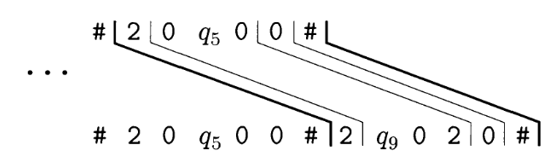 # 2 0 q₅ 0 0 #
...
# 2 0 q₅ 0 0 # 2 q₉ 0 2 0 #